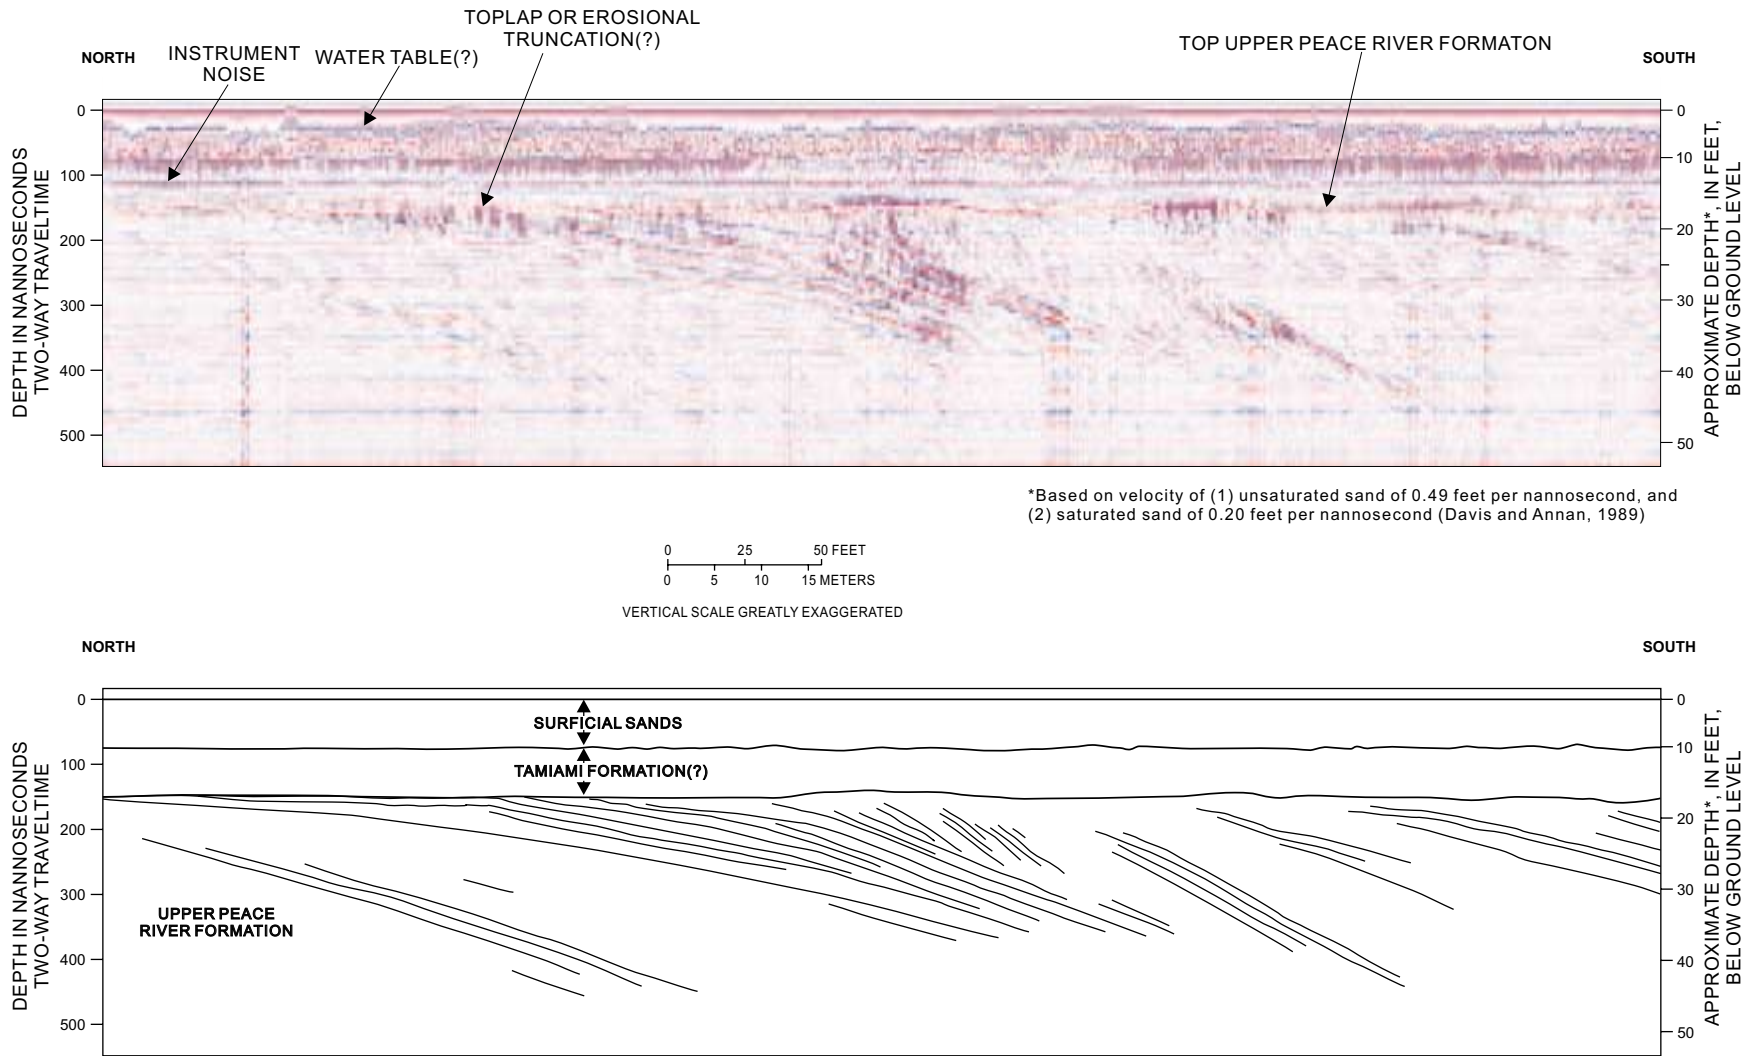 TOPLAP OR EROSIONAL
TRUNCATION(?)
NORTH
INSTRUMENT
NOISE
WATER TABLE(?)
TOP UPPER PEACE RIVER FORMATON
SOUTH
DEPTH IN NANNOSECONDS
TWO-WAY TRAVELTIME
0
100
200
300
400
500
0
10
20
30
40
50
APPROXIMATE DEPTH*, IN FEET,
BELOW GROUND LEVEL
*Based on velocity of (1) unsaturated sand of 0.49 feet per nannosecond, and
(2) saturated sand of 0.20 feet per nannosecond (Davis and Annan, 1989)
0 25 50 FEET
0 5 10 15 METERS
VERTICAL SCALE GREATLY EXAGGERATED
NORTH
SOUTH
DEPTH IN NANNOSECONDS
TWO-WAY TRAVELTIME
0
100
200
300
400
500
SURFICIAL SANDS
TAMIAMI FORMATION(?)
UPPER PEACE
RIVER FORMATION
0
10
20
30
40
50
APPROXIMATE DEPTH*, IN FEET,
BELOW GROUND LEVEL